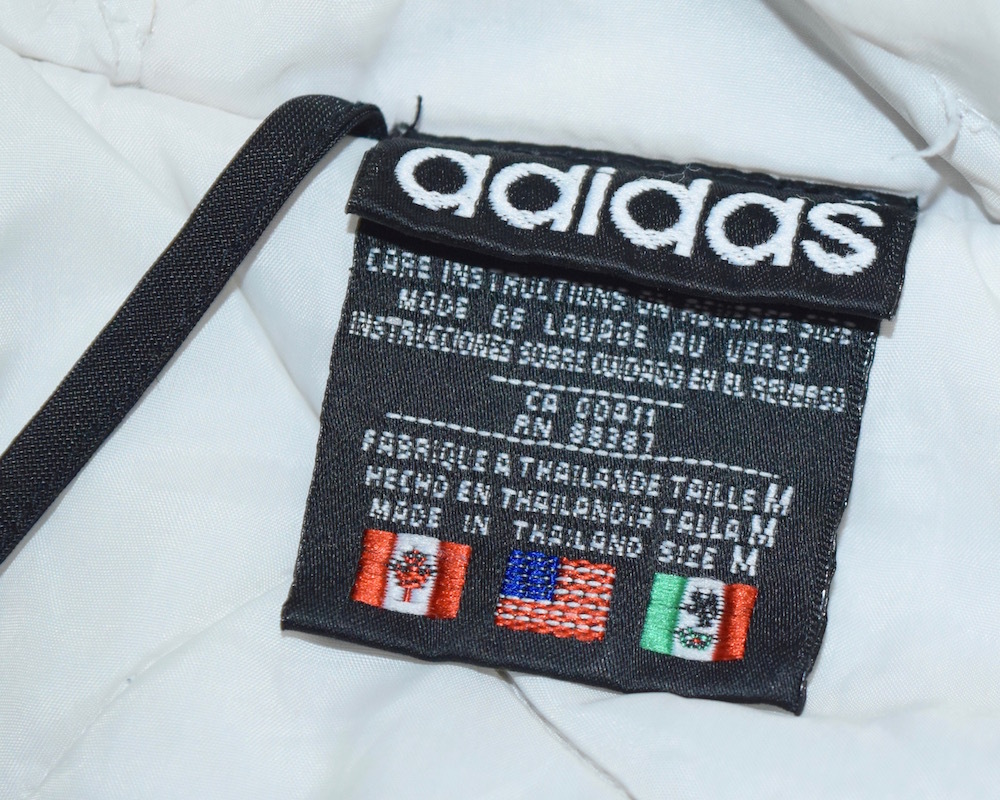 adidas
CARE INSTRUCTIONS ON REVERSE SIDE
MODE DE LAVAGE AU VERSO
INSTRUCCIONES SOBRE CUIDADO EN EL REVERSO
CA 00911
RN 88387
FABRIQUE A THAILANDE TAILLE M
HECHO EN THAILANDIA TALLA M
MADE IN THAILAND SIZE M